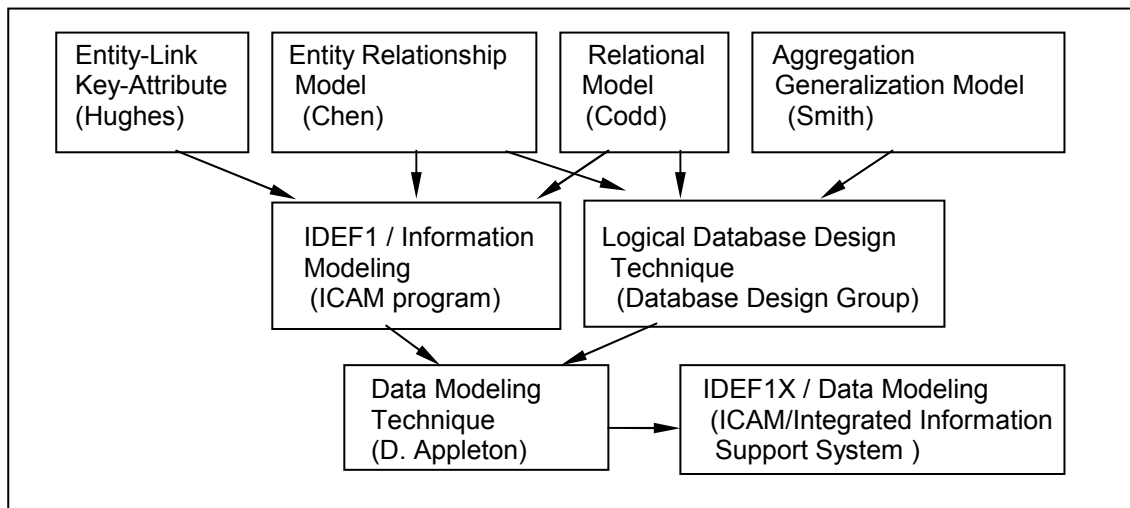 Entity-Link
Key-Attribute
(Hughes)
Entity Relationship
Model
(Chen)
Relational
Model
(Codd)
Aggregation
Generalization Model
(Smith)
IDEF1 / Information
Modeling
(ICAM program)
Logical Database Design
Technique
(Database Design Group)
Data Modeling
Technique
(D. Appleton)
IDEF1X / Data Modeling
(ICAM/Integrated Information
Support System )